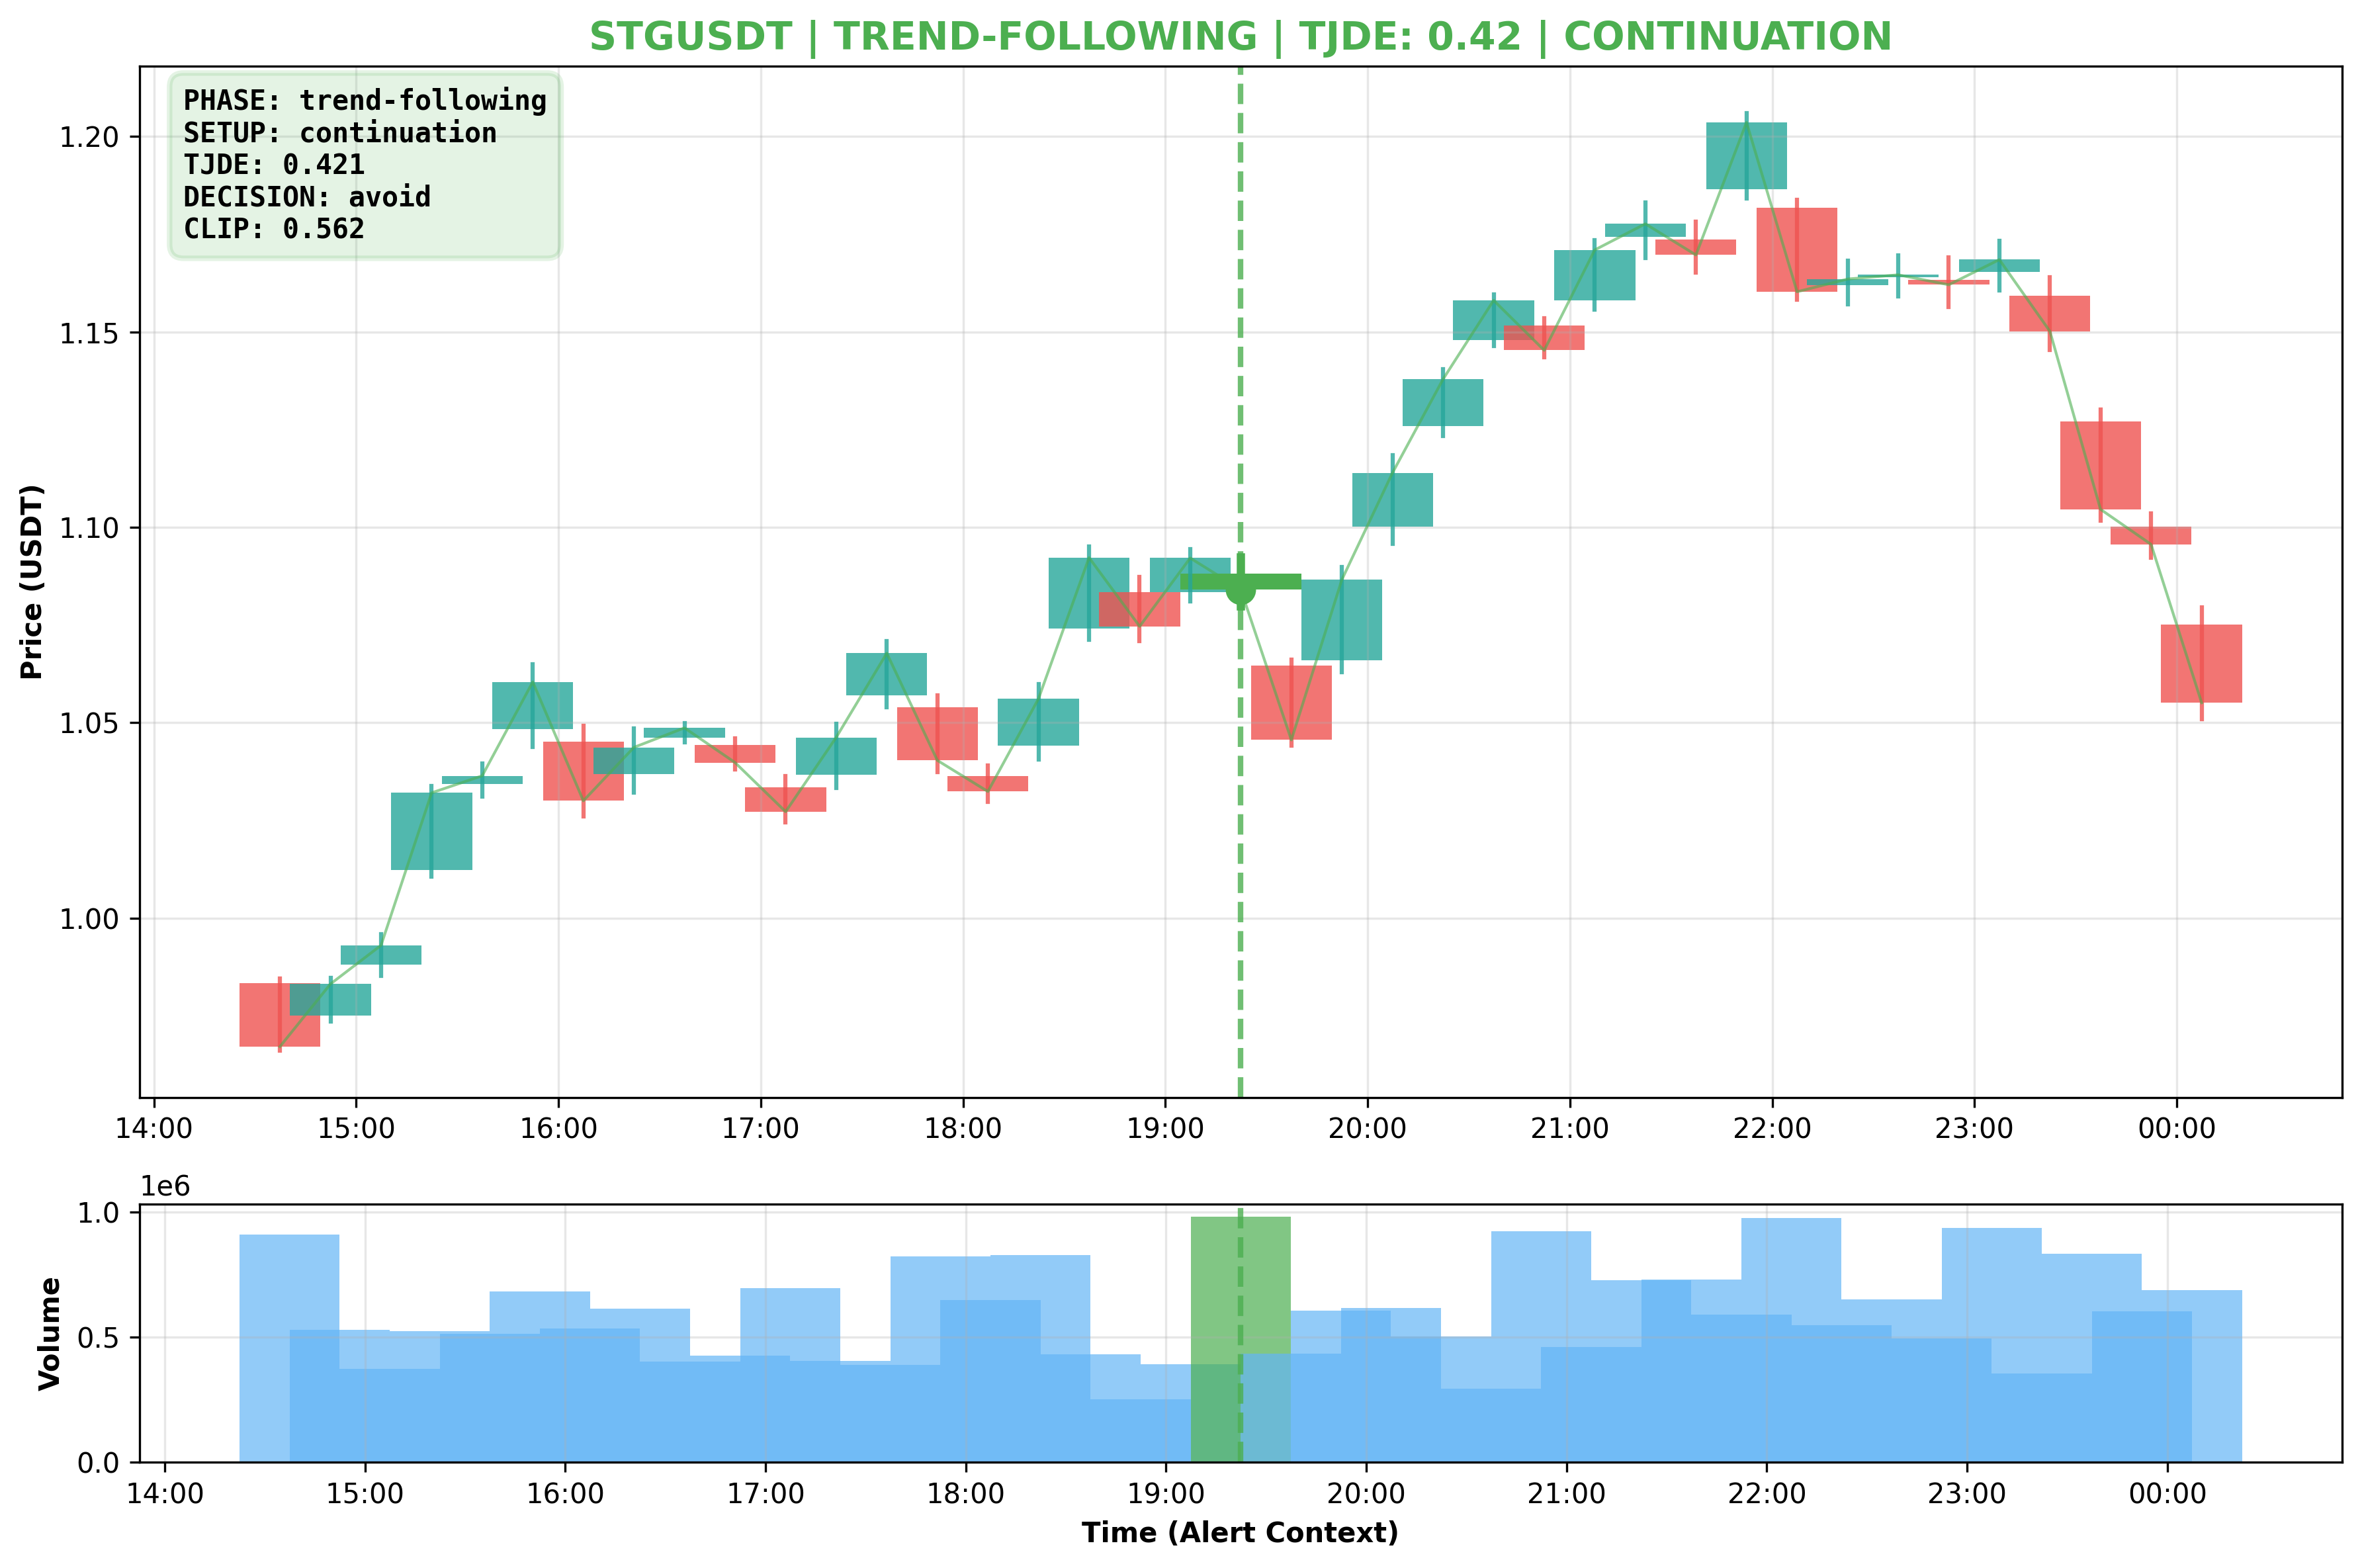 STGUSDT | TREND-FOLLOWING | TJDE: 0.42 | CONTINUATION
PHASE: trend-following
SETUP: continuation
TJDE: 0.421
DECISION: avoid
CLIP: 0.562
Price (USDT)
1.20
1.15
1.10
1.05
1.00
14:00 15:00 16:00 17:00 18:00 19:00 20:00 21:00 22:00 23:00 00:00
1e6
Volume
1.0
0.5
0.0
14:00 15:00 16:00 17:00 18:00 19:00 20:00 21:00 22:00 23:00 00:00
Time (Alert Context)